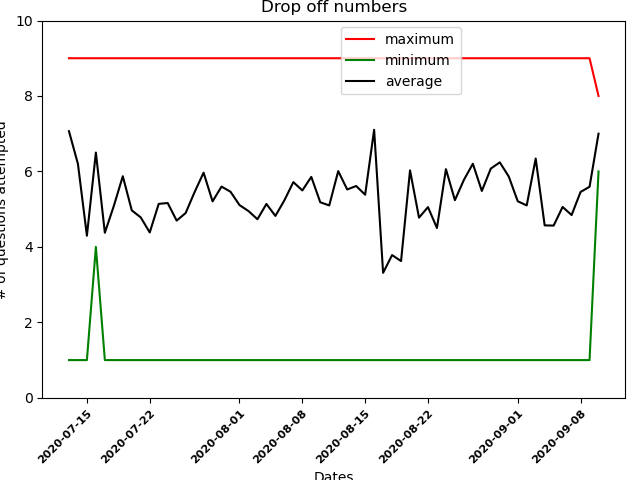 Drop off numbers
maximum
minimum
average
# of questions attempted
10
8
6
4
2
0
2020-07-15
2020-07-22
2020-08-01
2020-08-08
2020-08-15
2020-08-22
2020-09-01
2020-09-08
Dates